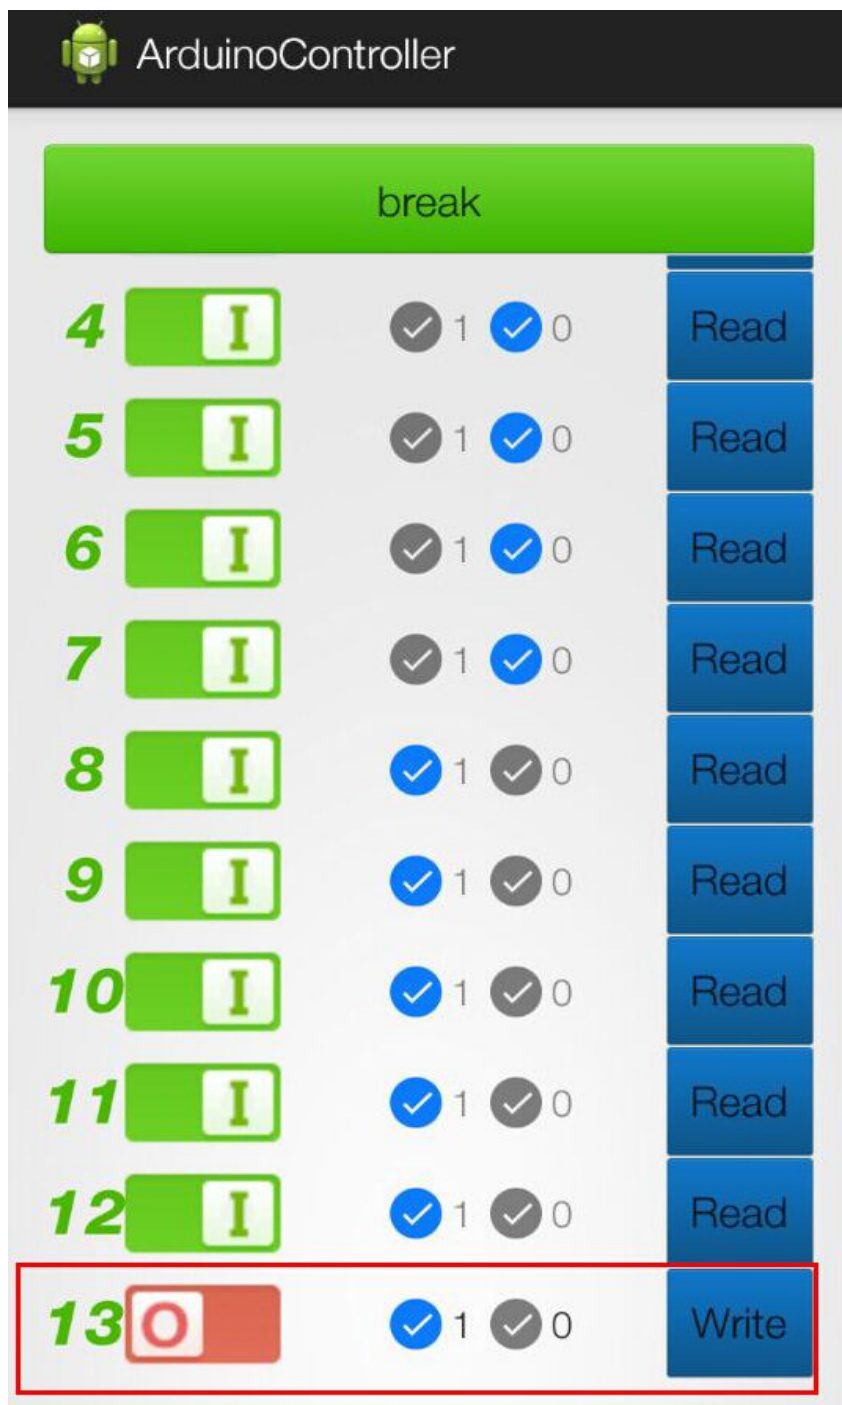 ArduinoController
break
4 I 1 0 Read
5 I 1 0 Read
6 I 1 0 Read
7 I 1 0 Read
8 I 1 0 Read
9 I 1 0 Read
10 I 1 0 Read
11 I 1 0 Read
12 I 1 0 Read
13 O 1 0 Write